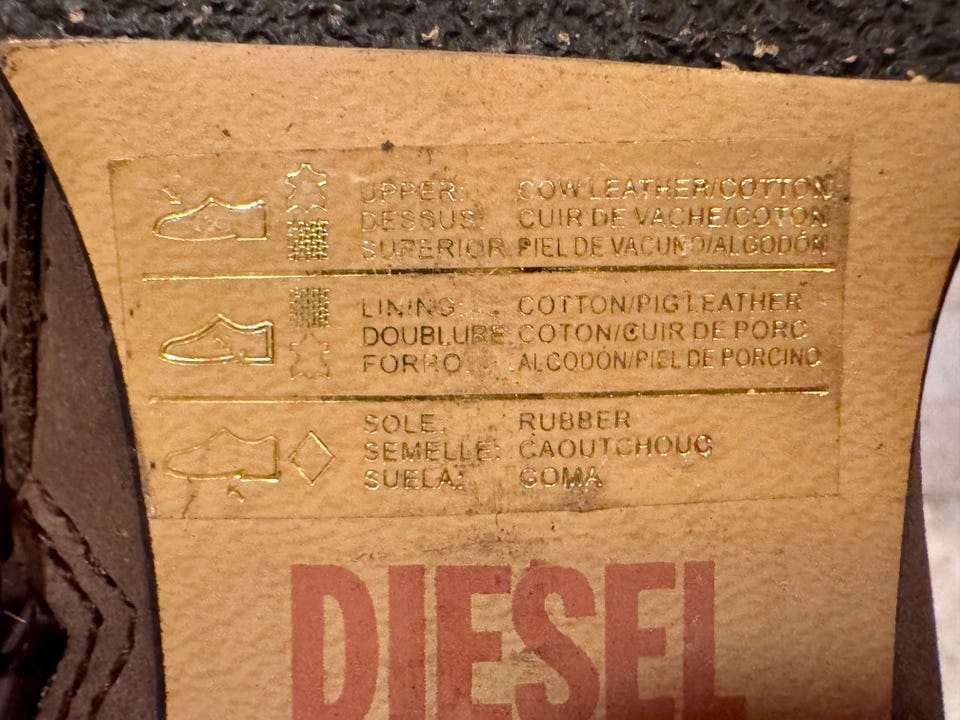 UPPER: COW LEATHER/COTTON
DESSUS: CUIR DE VACHE/COTON
SUPERIOR: PIEL DE VACUNO/ALGODÓN
LINING: COTTON/PIG LEATHER
DOUBLURE: COTON/CUIR DE PORC
FORRO: ALGODÓN/PIEL DE PORCINO
SOLE: RUBBER
SEMELLE: CAOUTCHOUC
SUELA: GOMA
DIESEL